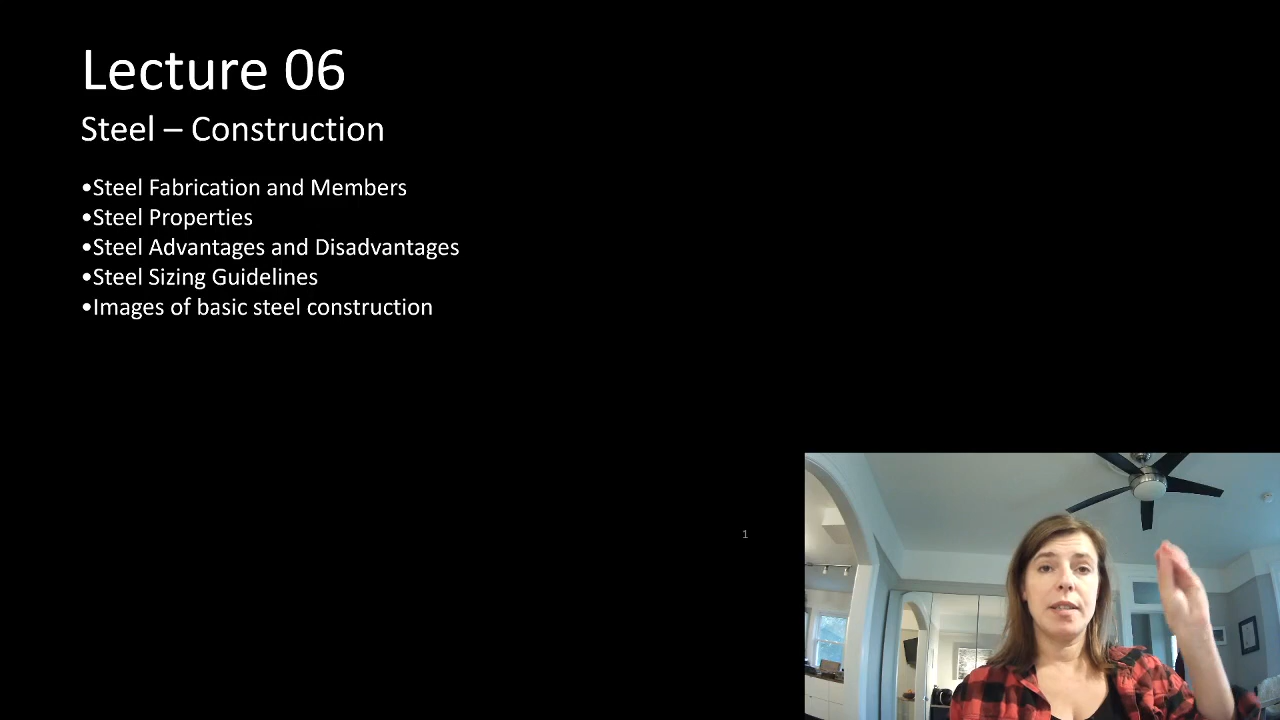 Lecture 06
Steel – Construction
•Steel Fabrication and Members
•Steel Properties
•Steel Advantages and Disadvantages
•Steel Sizing Guidelines
•Images of basic steel construction
1